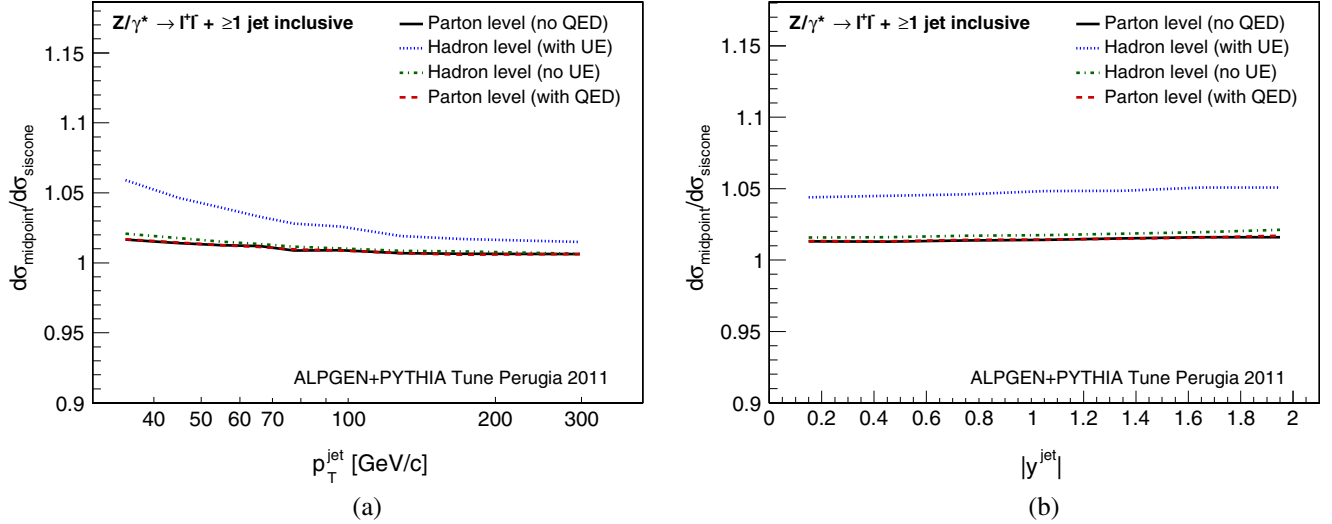 Z/γ* → l⁺l⁻ + ≥1 jet inclusive
Parton level (no QED)
Hadron level (with UE)
Hadron level (no UE)
Parton level (with QED)
dσmidpoint/dσsiscone
1.15
1.1
1.05
1
0.95
0.9
ALPGEN+PYTHIA Tune Perugia 2011
40 50 60 70 100 200 300
p_T^jet [GeV/c]
(a)
Z/γ* → l⁺l⁻ + ≥1 jet inclusive
Parton level (no QED)
Hadron level (with UE)
Hadron level (no UE)
Parton level (with QED)
dσmidpoint/dσsiscone
1.15
1.1
1.05
1
0.95
0.9
ALPGEN+PYTHIA Tune Perugia 2011
0 0.2 0.4 0.6 0.8 1 1.2 1.4 1.6 1.8 2
|y^jet|
(b)